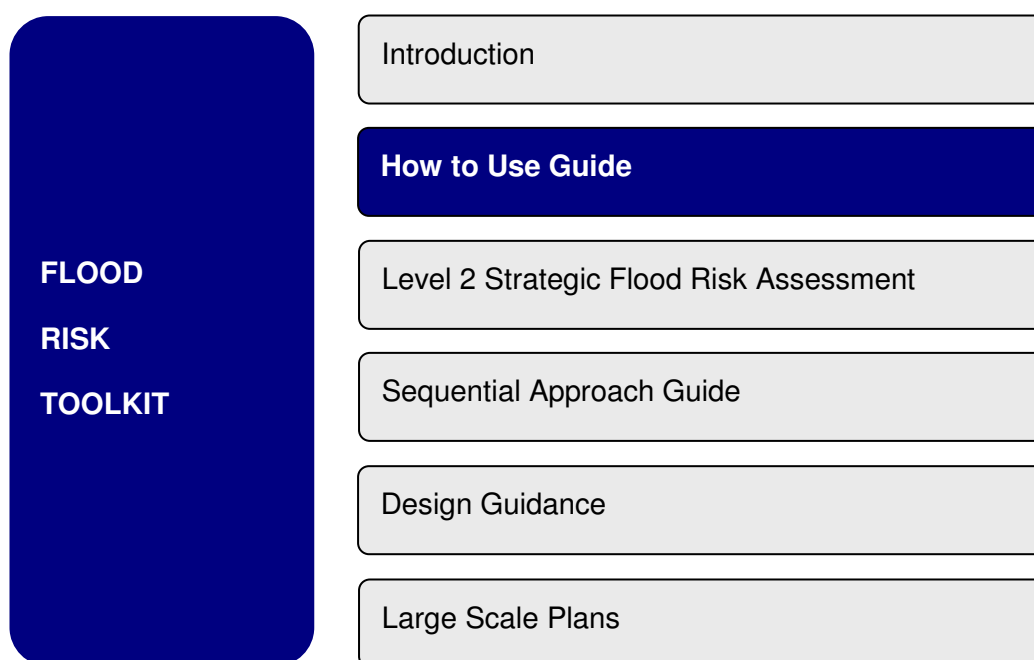 FLOOD
RISK
TOOLKIT
Introduction
How to Use Guide
Level 2 Strategic Flood Risk Assessment
Sequential Approach Guide
Design Guidance
Large Scale Plans